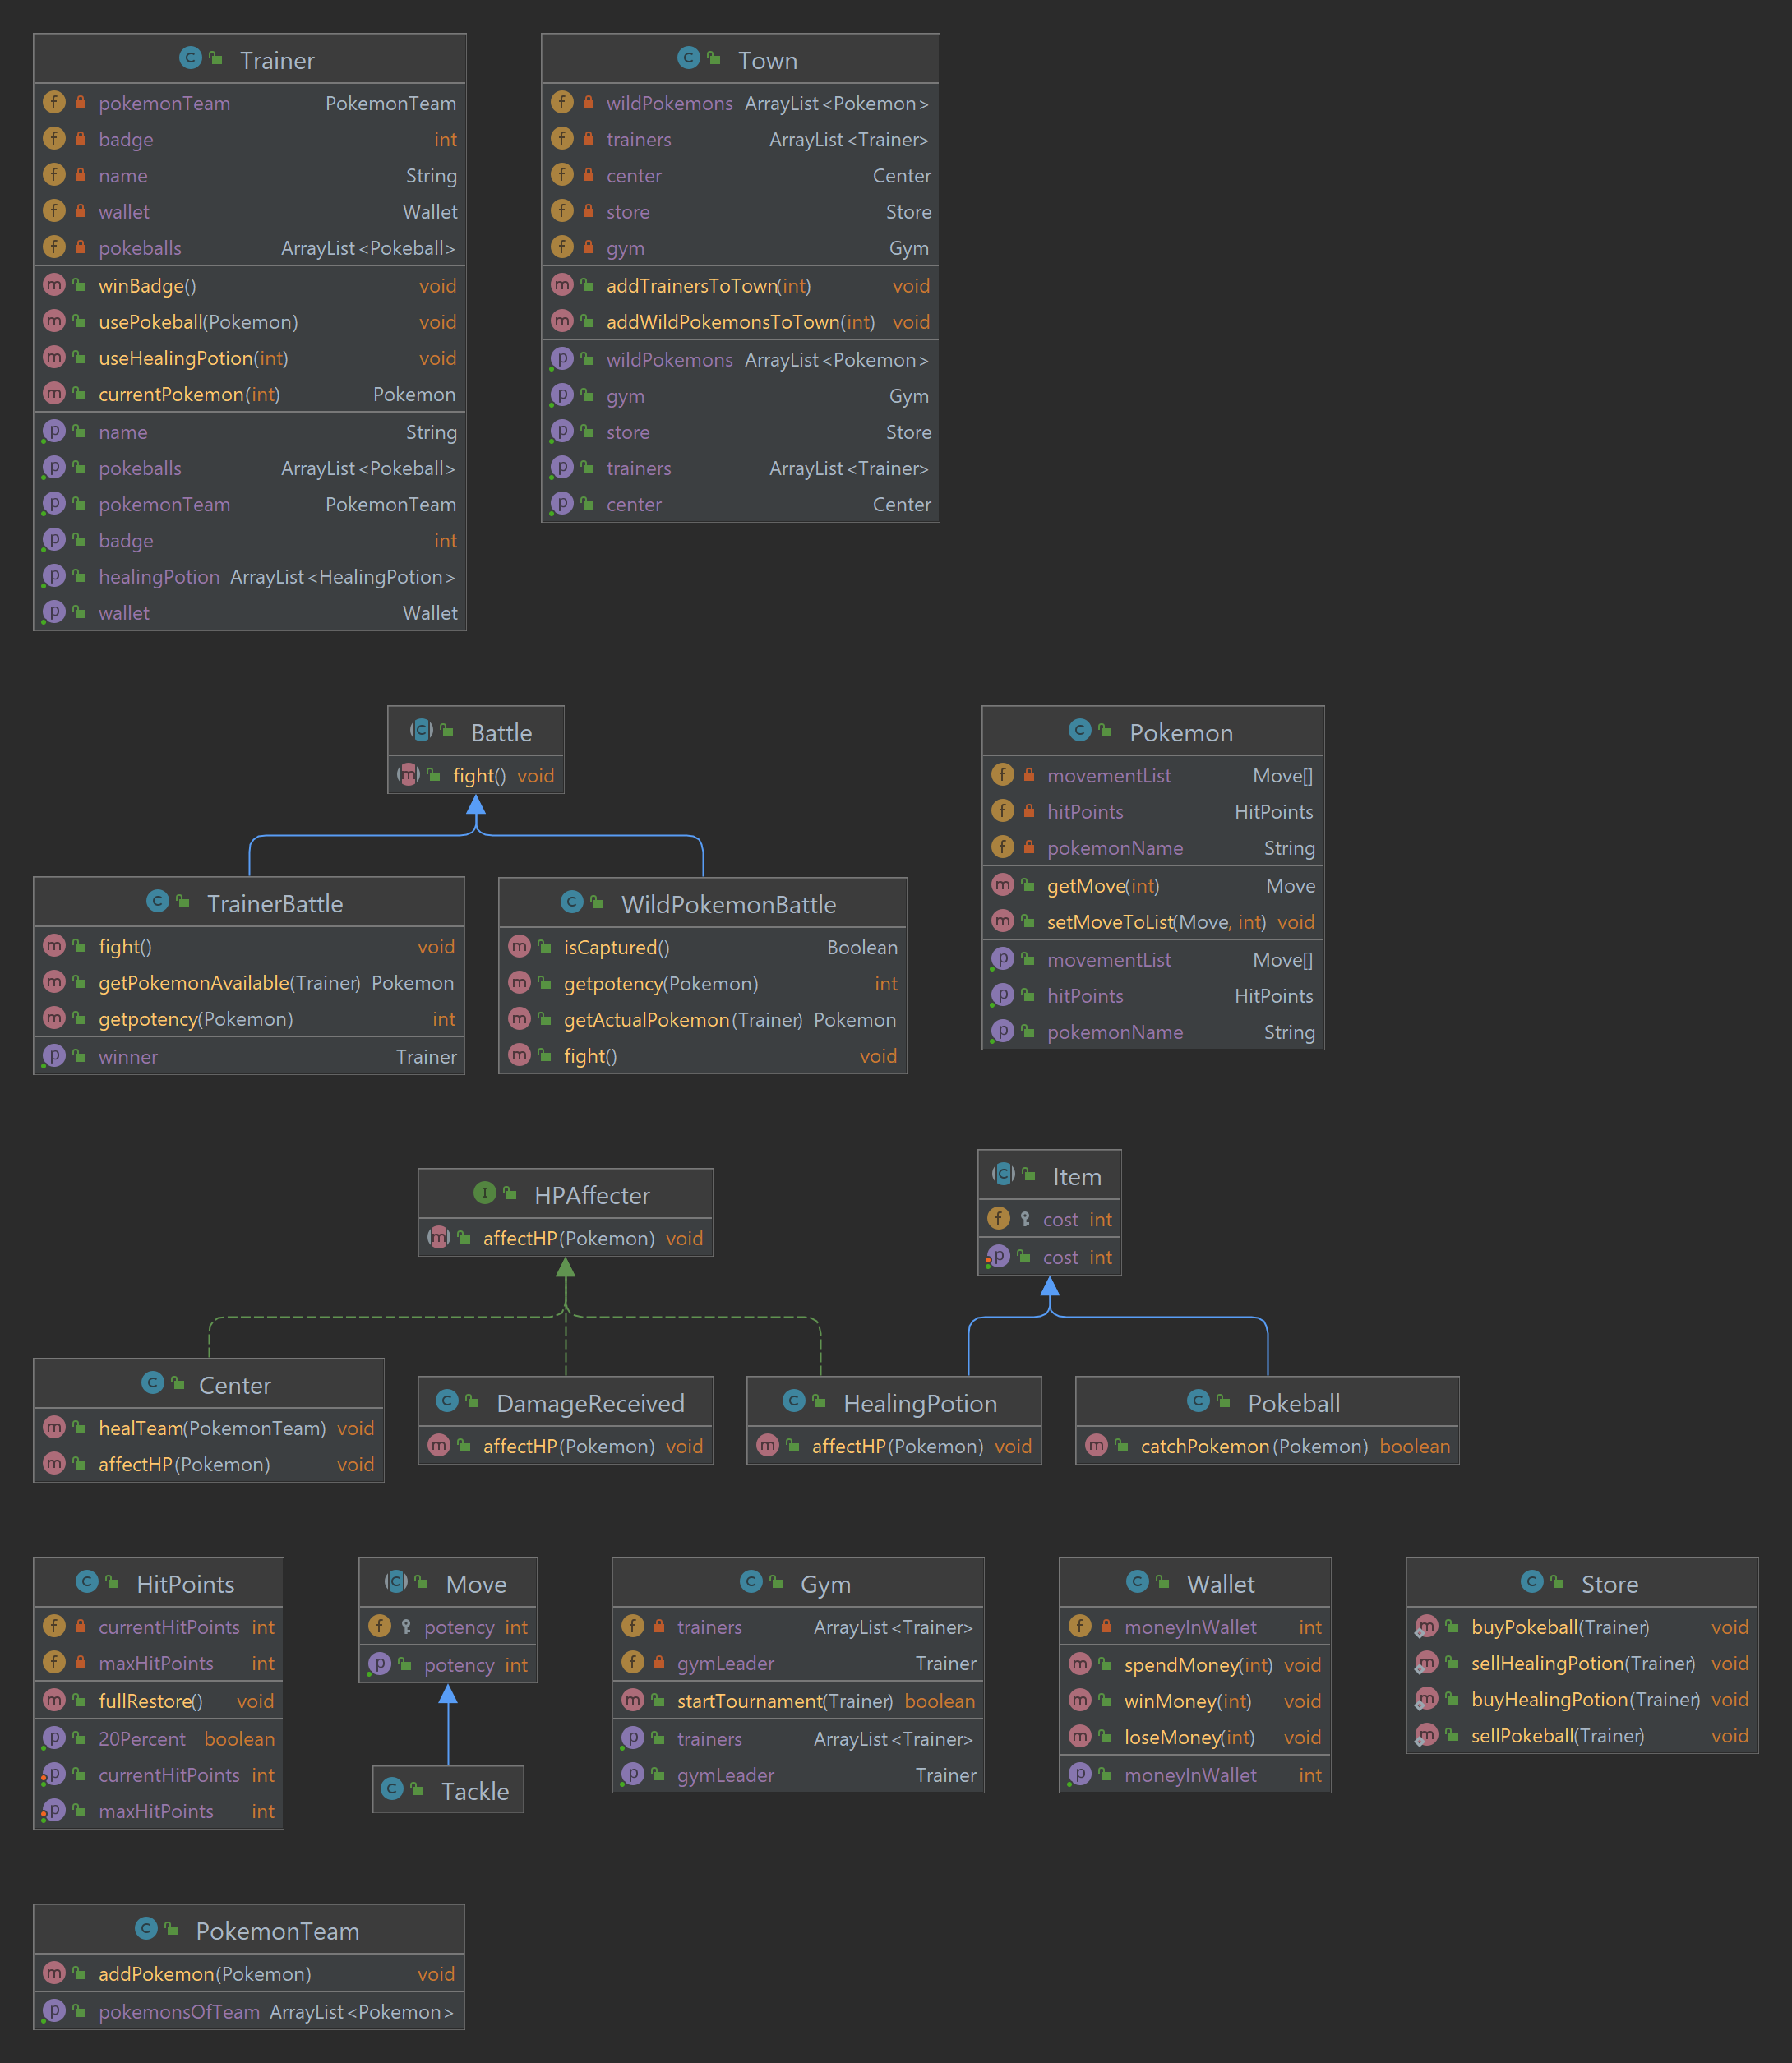 Trainer
pokemonTeam PokemonTeam
badge int
name String
wallet Wallet
pokeballs ArrayList<Pokeball>
winBadge() void
usePokeball(Pokemon) void
useHealingPotion(int) void
currentPokemon(int) Pokemon
name String
pokeballs ArrayList<Pokeball>
pokemonTeam PokemonTeam
badge int
healingPotion ArrayList<HealingPotion>
wallet Wallet
Town
wildPokemons ArrayList<Pokemon>
trainers ArrayList<Trainer>
center Center
store Store
gym Gym
addTrainersToTown(int) void
addWildPokemonsToTown(int) void
wildPokemons ArrayList<Pokemon>
gym Gym
store Store
trainers ArrayList<Trainer>
center Center
Battle
fight() void
Pokemon
movementList Move[]
hitPoints HitPoints
pokemonName String
getMove(int) Move
setMoveToList(Move, int) void
movementList Move[]
hitPoints HitPoints
pokemonName String
TrainerBattle
fight() void
getPokemonAvailable(Trainer) Pokemon
getpotency(Pokemon) int
winner Trainer
WildPokemonBattle
isCaptured() Boolean
getpotency(Pokemon) int
getActualPokemon(Trainer) Pokemon
fight() void
HPAffecter
affectHP(Pokemon) void
Item
cost int
cost int
Center
healTeam(PokemonTeam) void
affectHP(Pokemon) void
DamageReceived
affectHP(Pokemon) void
HealingPotion
affectHP(Pokemon) void
Pokeball
catchPokemon(Pokemon) boolean
HitPoints
currentHitPoints int
maxHitPoints int
fullRestore() void
20Percent boolean
currentHitPoints int
maxHitPoints int
Move
potency int
potency int
Tackle
Gym
trainers ArrayList<Trainer>
gymLeader Trainer
startTournament(Trainer) boolean
trainers ArrayList<Trainer>
gymLeader Trainer
Wallet
moneyInWallet int
spendMoney(int) void
winMoney(int) void
loseMoney(int) void
moneyInWallet int
Store
buyPokeball(Trainer) void
sellHealingPotion(Trainer) void
buyHealingPotion(Trainer) void
sellPokeball(Trainer) void
PokemonTeam
addPokemon(Pokemon) void
pokemonsOfTeam ArrayList<Pokemon>